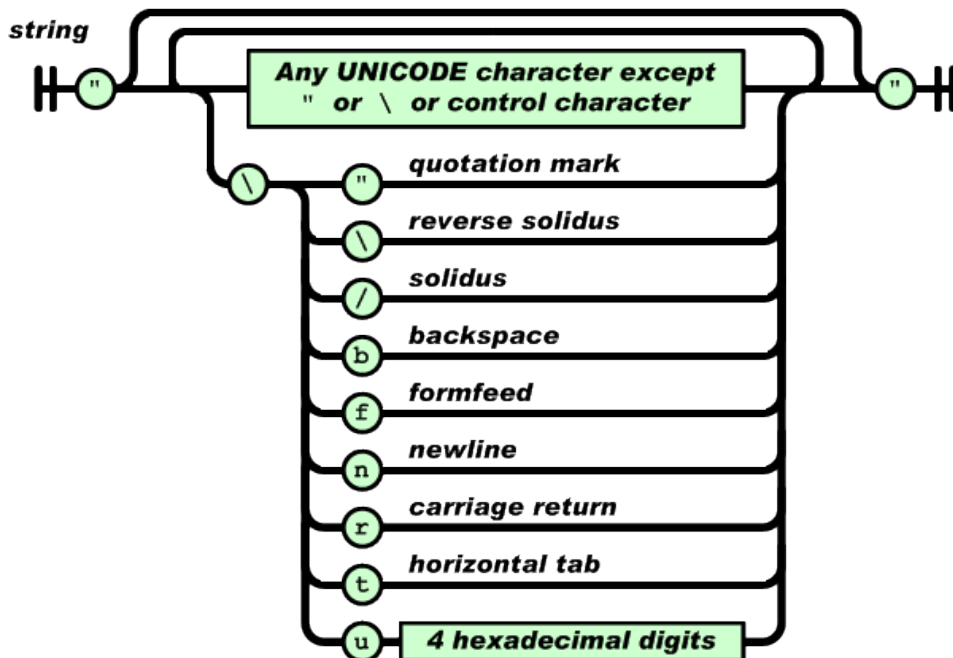 string
" Any UNICODE character except "
" or \ or control character
\ " quotation mark
\ reverse solidus
/ solidus
b backspace
f formfeed
n newline
r carriage return
t horizontal tab
u 4 hexadecimal digits